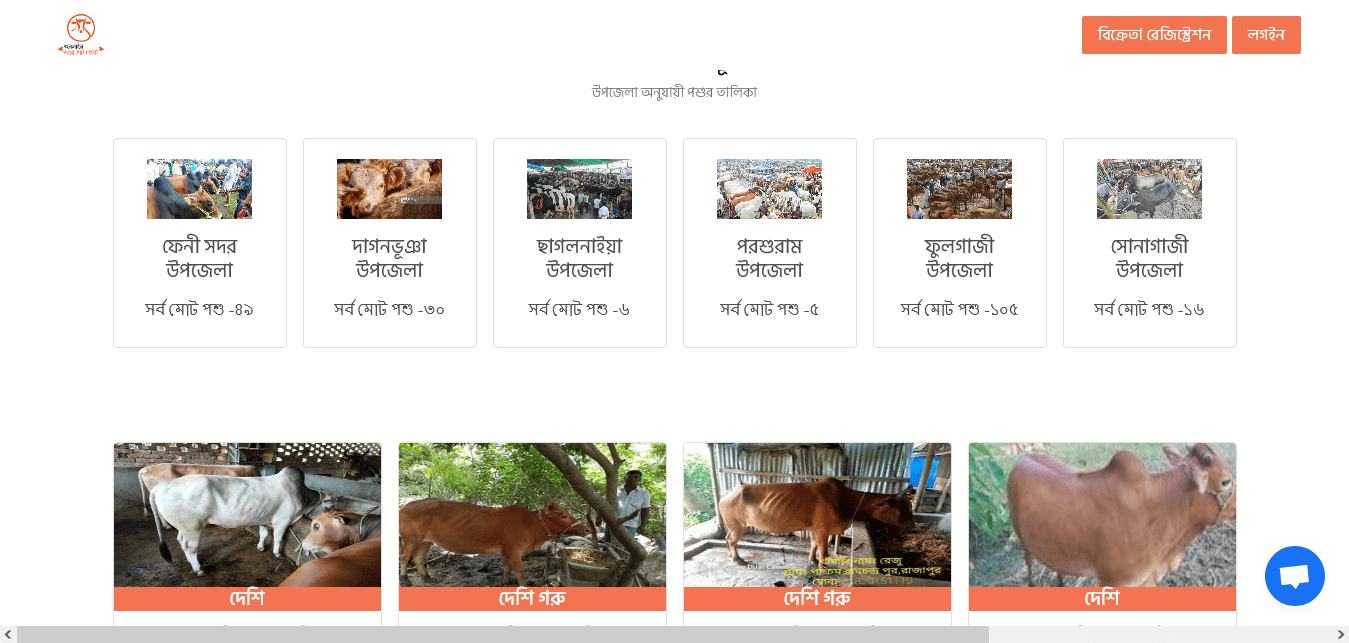 বিক্রেতা রেজিস্ট্রেশন
লগইন
উপজেলা অনুযায়ী পশুর তালিকা
ফেনী সদর
উপজেলা
সর্ব মোট পশু -৪৯
দাগনভূঞা
উপজেলা
সর্ব মোট পশু -৩০
ছাগলনাইয়া
উপজেলা
সর্ব মোট পশু -৬
পরশুরাম
উপজেলা
সর্ব মোট পশু -৫
ফুলগাজী
উপজেলা
সর্ব মোট পশু -১০৫
সোনাগাজী
উপজেলা
সর্ব মোট পশু -১৬
দেশি
দেশি গরু
দেশি গরু
দেশি